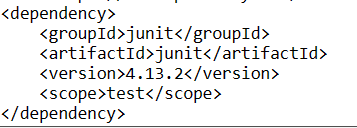 <dependency>
    <groupId>junit</groupId>
    <artifactId>junit</artifactId>
    <version>4.13.2</version>
    <scope>test</scope>
</dependency>